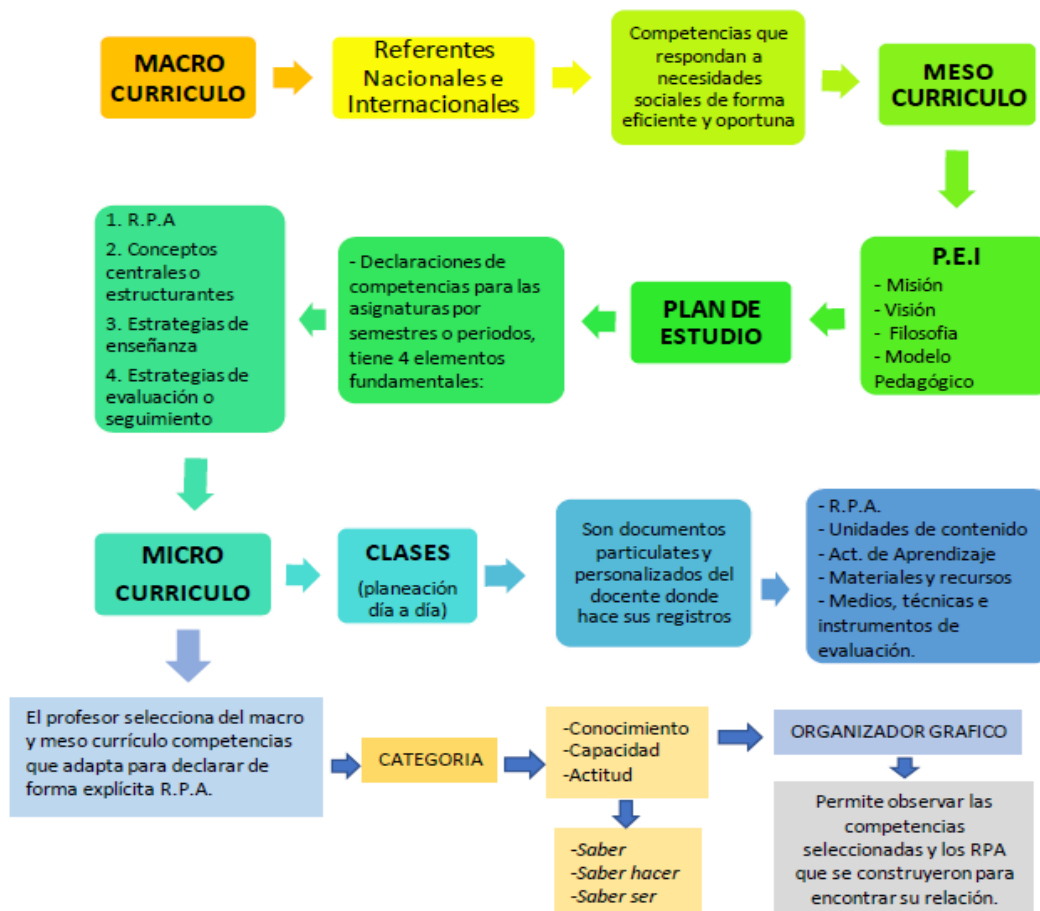 MACRO
CURRICULO
Referentes
Nacionales e
Internacionales
Competencias que
respondan a
necesidades
sociales de forma
eficiente y oportuna
MESO
CURRICULO
P.E.I
- Misión
- Visión
- Filosofia
- Modelo
Pedagógico
PLAN DE
ESTUDIO
- Declaraciones de
competencias para las
asignaturas por
semestres o periodos,
tiene 4 elementos
fundamentales:
1. R.P.A
2. Conceptos
centrales o
estructurantes
3. Estrategias de
enseñanza
4. Estrategias de
evaluación o
seguimiento
MICRO
CURRICULO
CLASES
(planeación
día a día)
Son documentos
particulates y
personalizados del
docente donde
hace sus registros
- R.P.A.
- Unidades de contenido
- Act. de Aprendizaje
- Materiales y recursos
- Medios, técnicas e
instrumentos de
evaluación.
El profesor selecciona del macro
y meso currículo competencias
que adapta para declarar de
forma explícita R.P.A.
CATEGORIA
-Conocimiento
-Capacidad
-Actitud
-Saber
-Saber hacer
-Saber ser
ORGANIZADOR GRAFICO
Permite observar las
competencias
seleccionadas y los RPA
que se construyeron para
encontrar su relación.